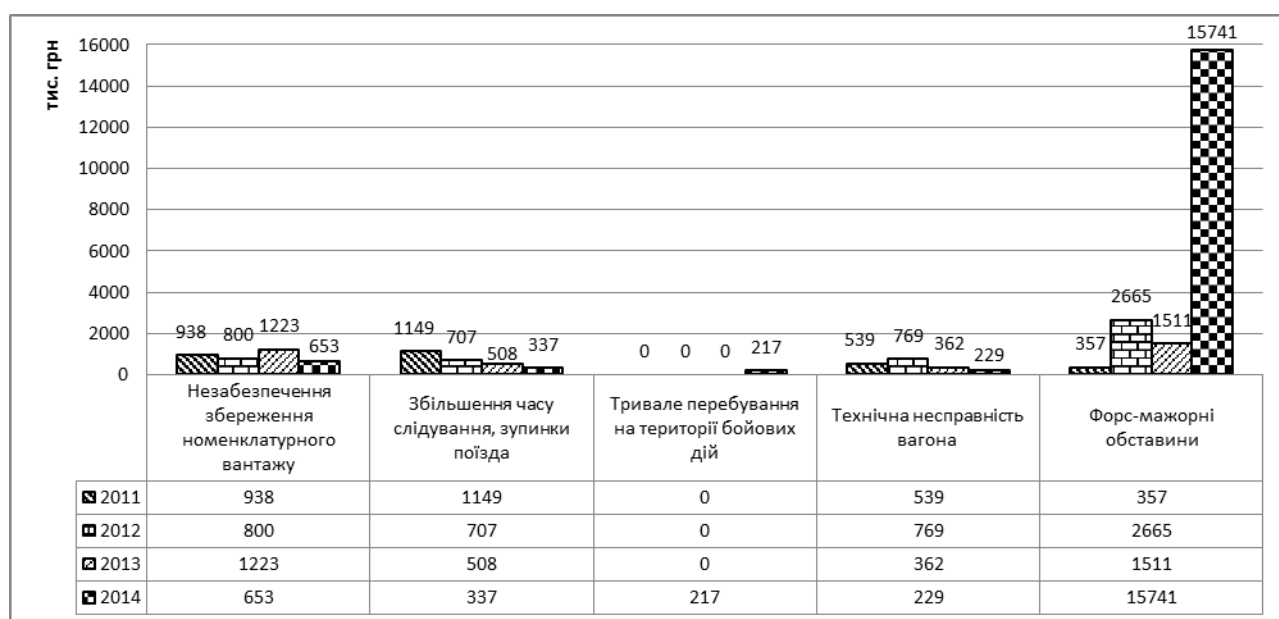 тис. грн
16000
14000
12000
10000
8000
6000
4000
2000
0
938 800 1223 653
1149 707 508 337
0 0 0 217
539 769 362 229
357 2665 1511 15741
Незабезпечення
збереження
номенклатурного
вантажу
Збільшення часу
слідування, зупинки
поїзда
Тривале перебування
на території бойових
дій
Технічна несправність
вагона
Форс-мажорні
обставини
2011 938 1149 0 539 357
2012 800 707 0 769 2665
2013 1223 508 0 362 1511
2014 653 337 217 229 15741